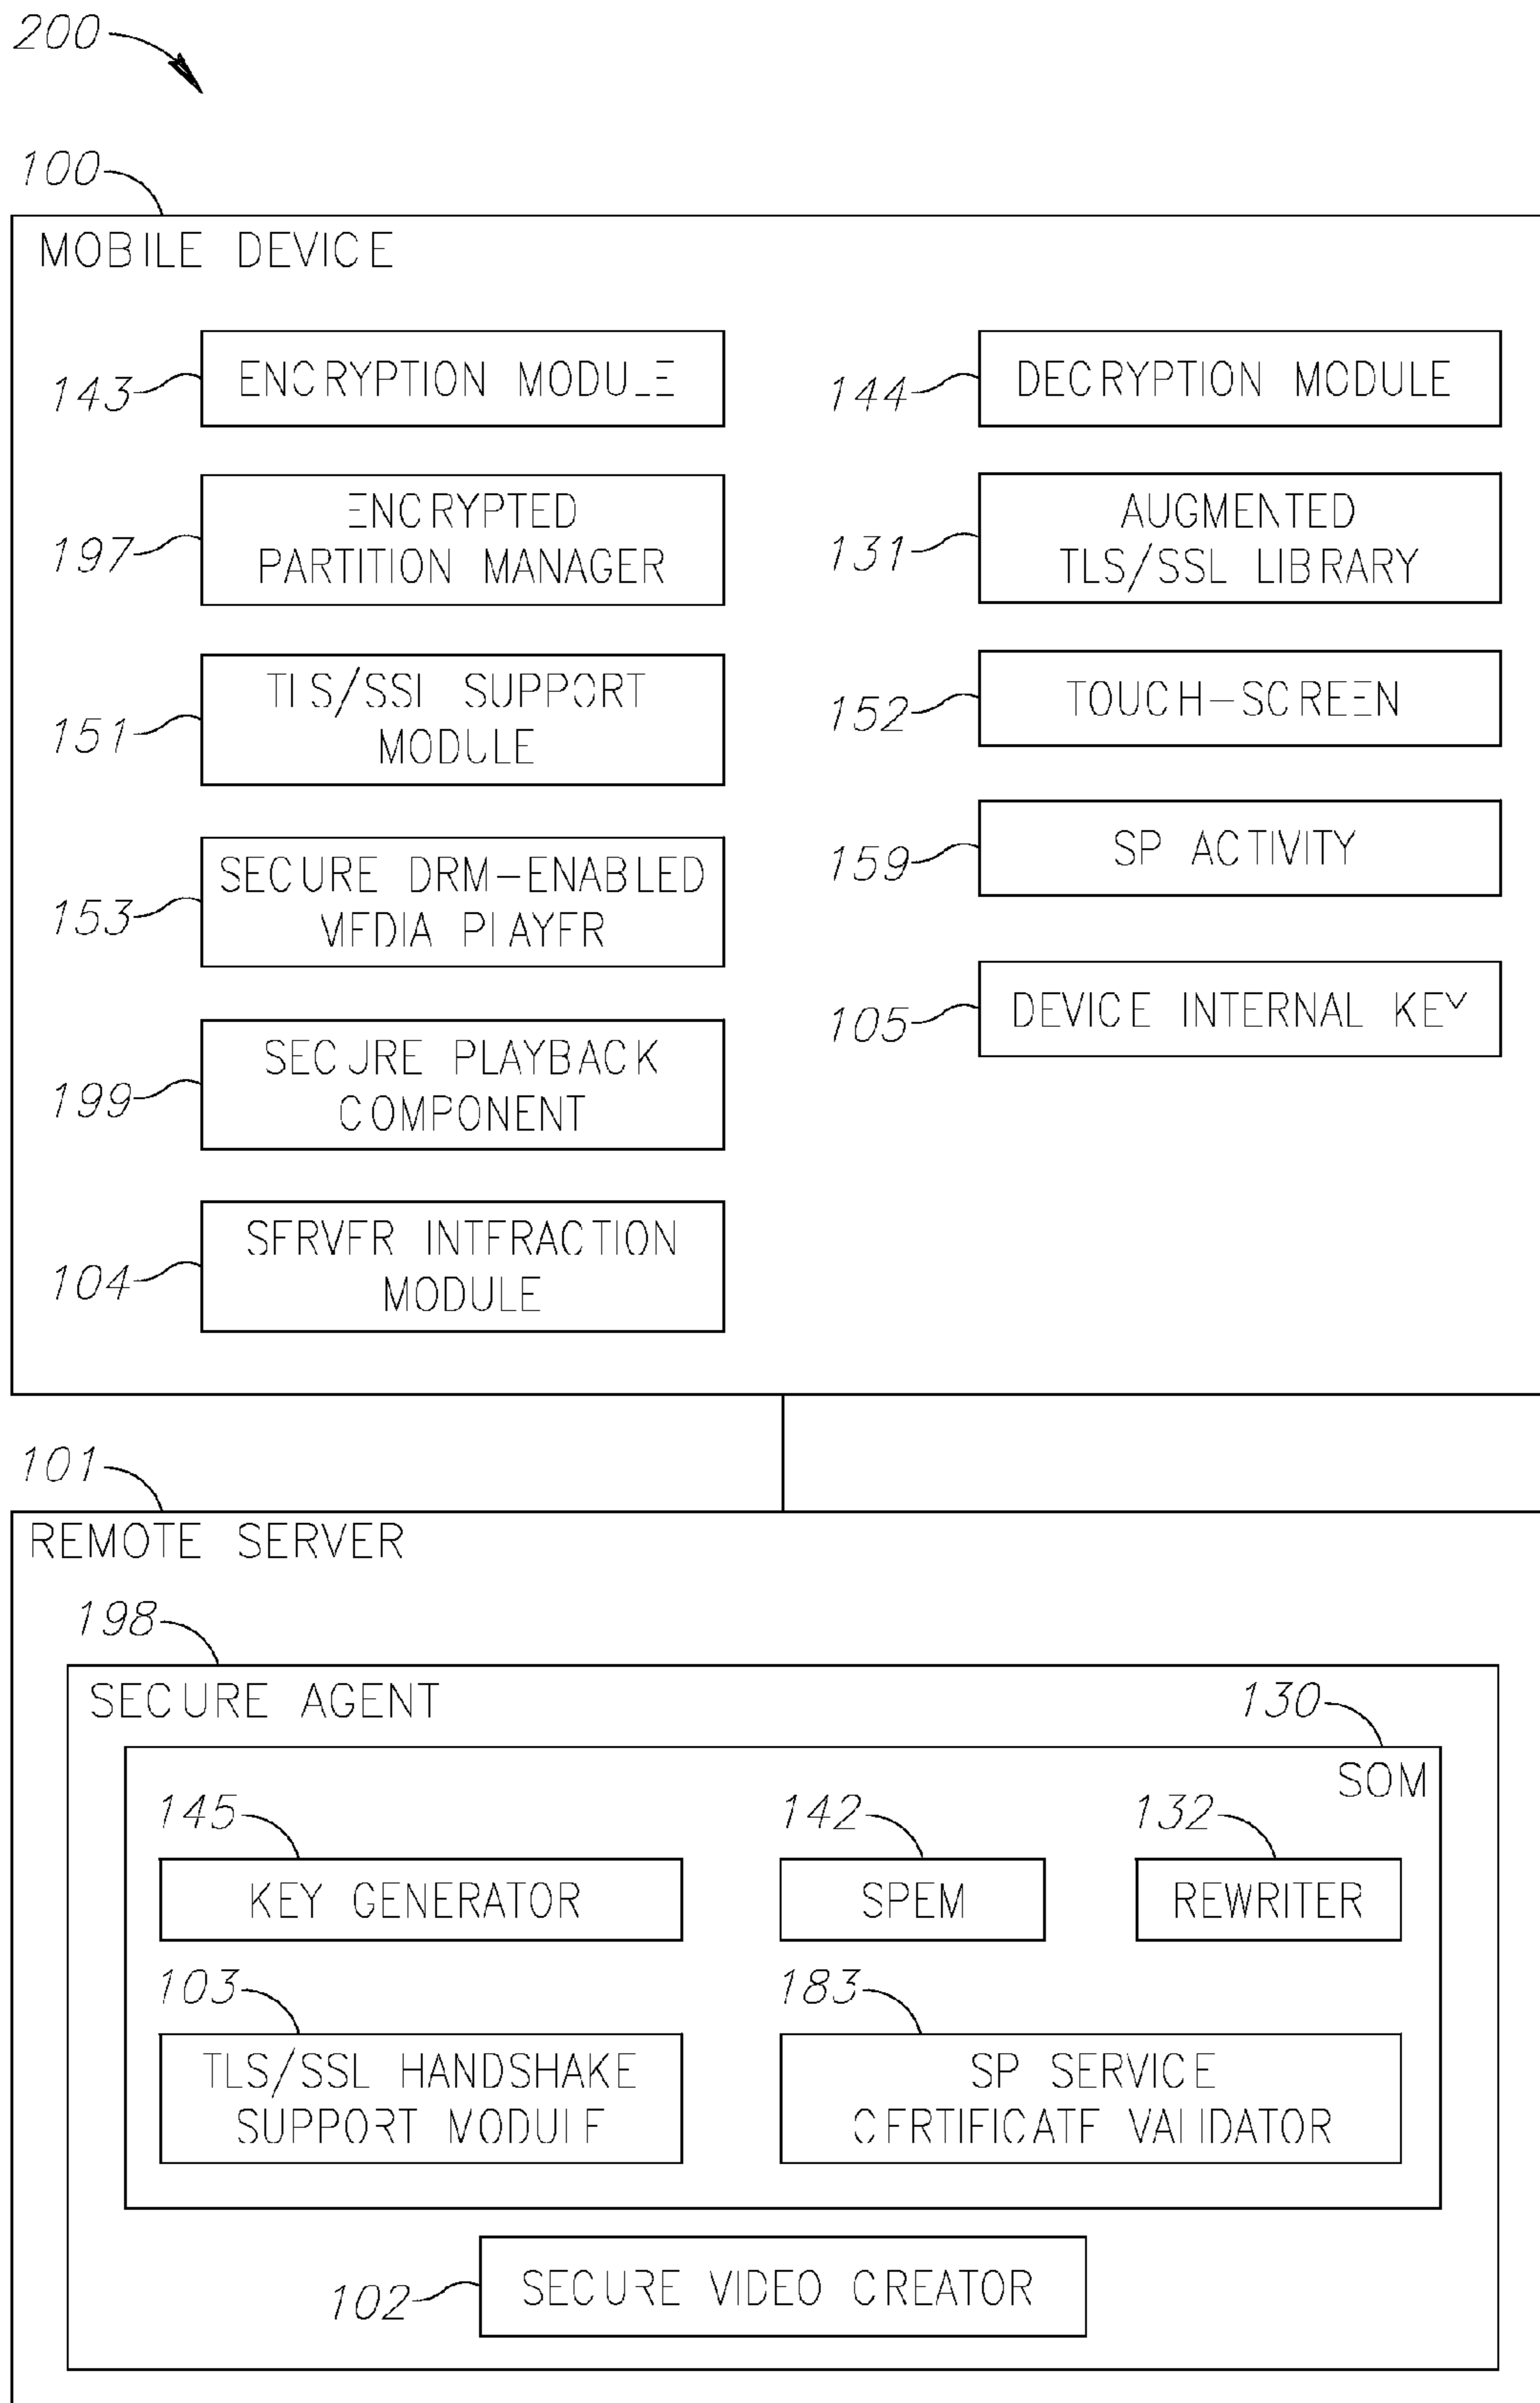 200
100
MOBILE DEVICE
143
ENCRYPTION MODULE
144
DECRYPTION MODULE
197
ENCRYPTED
PARTITION MANAGER
131
AUGMENTED
TLS/SSL LIBRARY
151
TLS/SSL SUPPORT
MODULE
152
TOUCH-SCREEN
153
SECURE DRM-ENABLED
MEDIA PLAYER
159
SP ACTIVITY
199
SECURE PLAYBACK
COMPONENT
105
DEVICE INTERNAL KEY
104
SERVER INTERACTION
MODULE
101
REMOTE SERVER
198
SECURE AGENT
130
SOM
145
KEY GENERATOR
142
SPEM
132
REWRITER
103
TLS/SSL HANDSHAKE
SUPPORT MODULE
183
SP SERVICE
CERTIFICATE VALIDATOR
102
SECURE VIDEO CREATOR